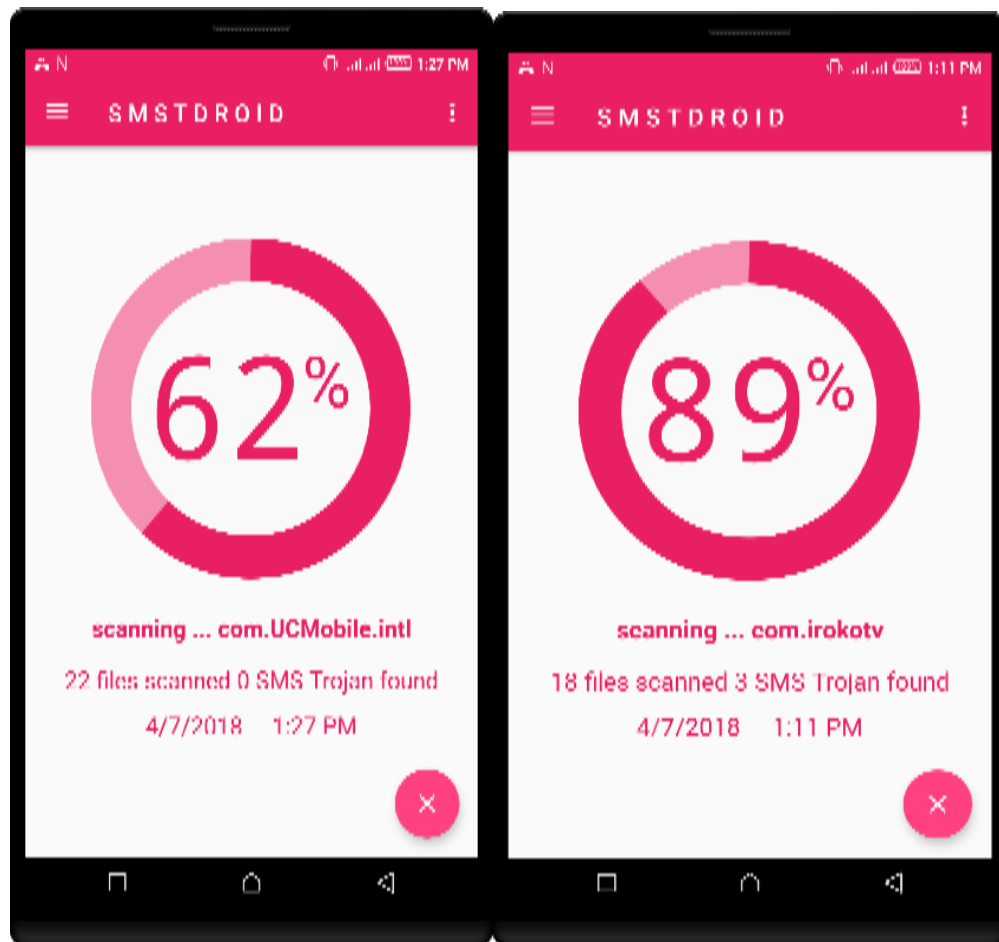 N 100% 1:27 PM
SMSTDROID
62%
scanning ... com.UCMobile.intl
22 files scanned 0 SMS Trojan found
4/7/2018 1:27 PM
N 100% 1:11 PM
SMSTDROID
89%
scanning ... com.irokotv
18 files scanned 3 SMS Trojan found
4/7/2018 1:11 PM